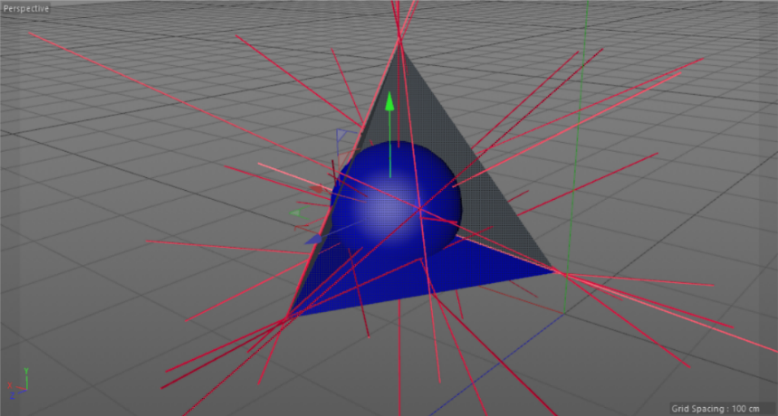 Perspective
Y
Grid Spacing : 100 cm